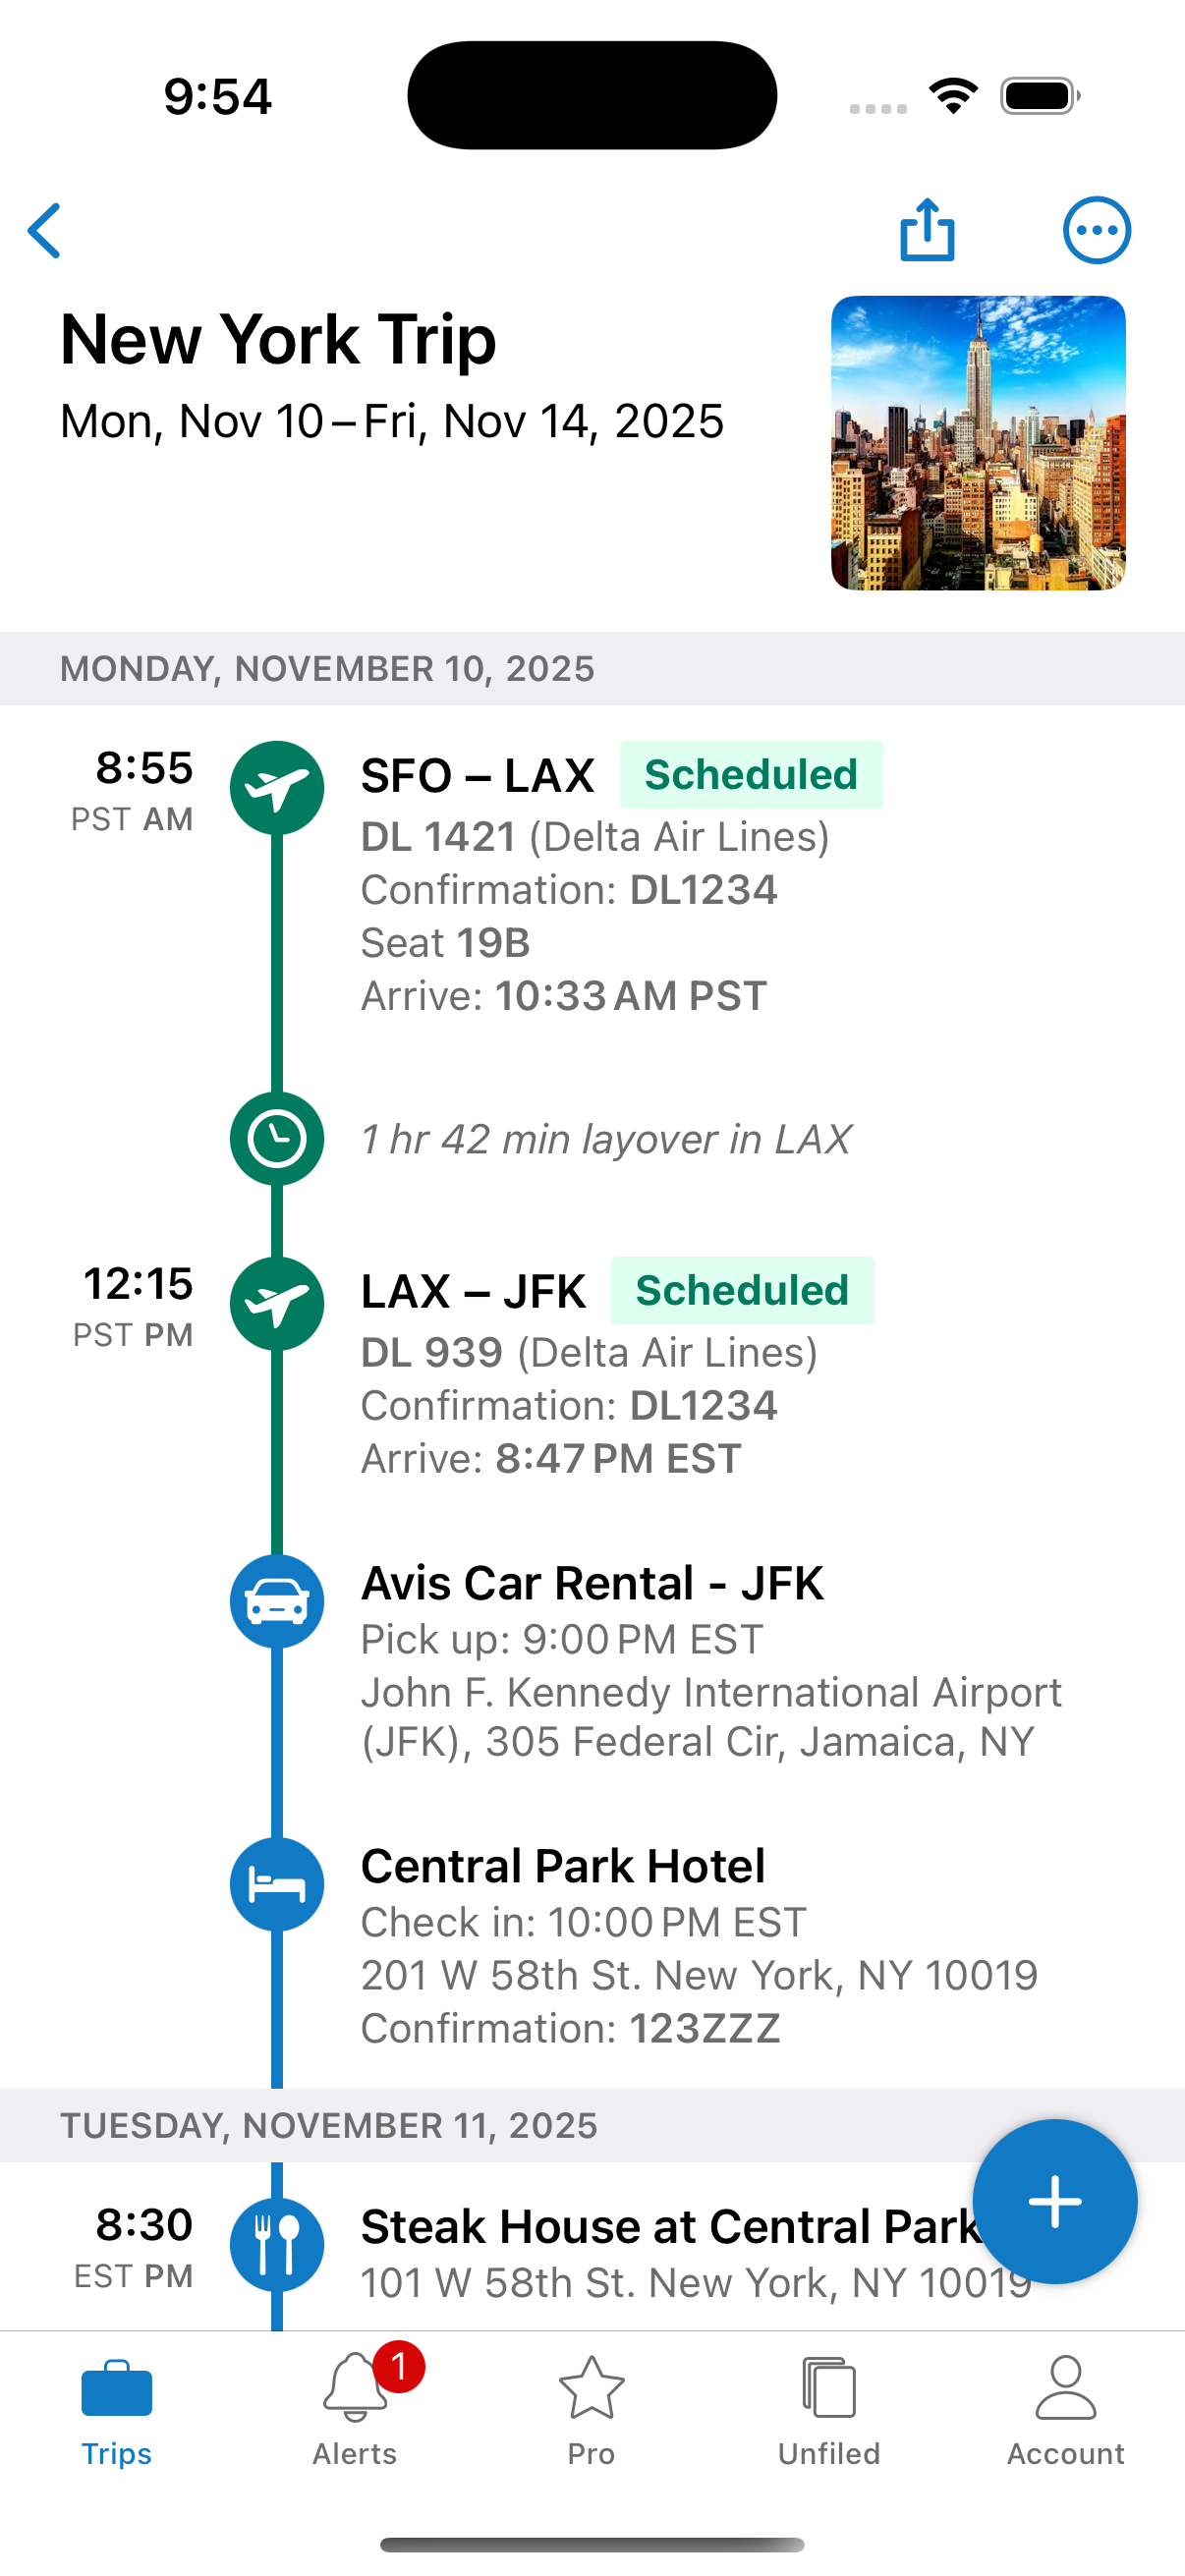 9:54
New York Trip
Mon, Nov 10 – Fri, Nov 14, 2025
MONDAY, NOVEMBER 10, 2025
8:55
PST AM
SFO – LAX Scheduled
DL 1421 (Delta Air Lines)
Confirmation: DL1234
Seat 19B
Arrive: 10:33 AM PST
1 hr 42 min layover in LAX
12:15
PST PM
LAX – JFK Scheduled
DL 939 (Delta Air Lines)
Confirmation: DL1234
Arrive: 8:47 PM EST
Avis Car Rental - JFK
Pick up: 9:00 PM EST
John F. Kennedy International Airport
(JFK), 305 Federal Cir, Jamaica, NY
Central Park Hotel
Check in: 10:00 PM EST
201 W 58th St. New York, NY 10019
Confirmation: 123ZZZ
TUESDAY, NOVEMBER 11, 2025
8:30
EST PM
Steak House at Central Park
101 W 58th St. New York, NY 10019
1
Trips
Alerts
Pro
Unfiled
Account